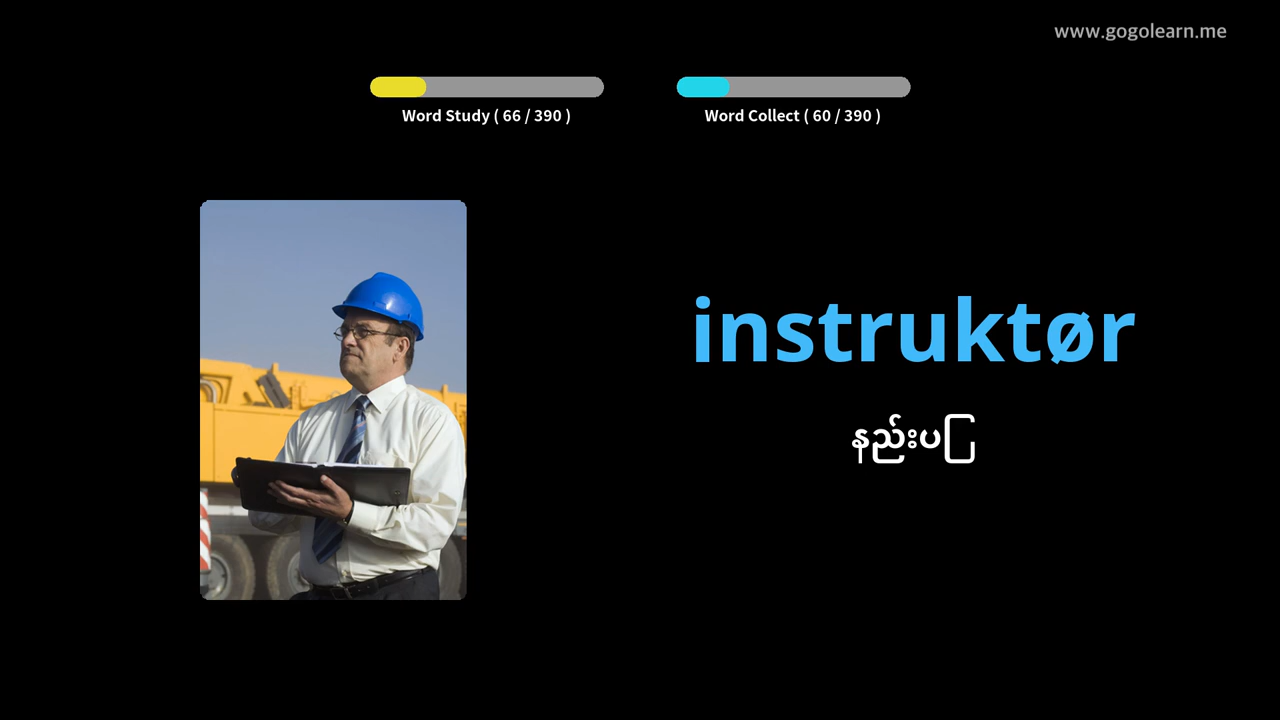 www.gogolearn.me
Word Study ( 66 / 390 )
Word Collect ( 60 / 390 )
instruktør
နည်းပြ